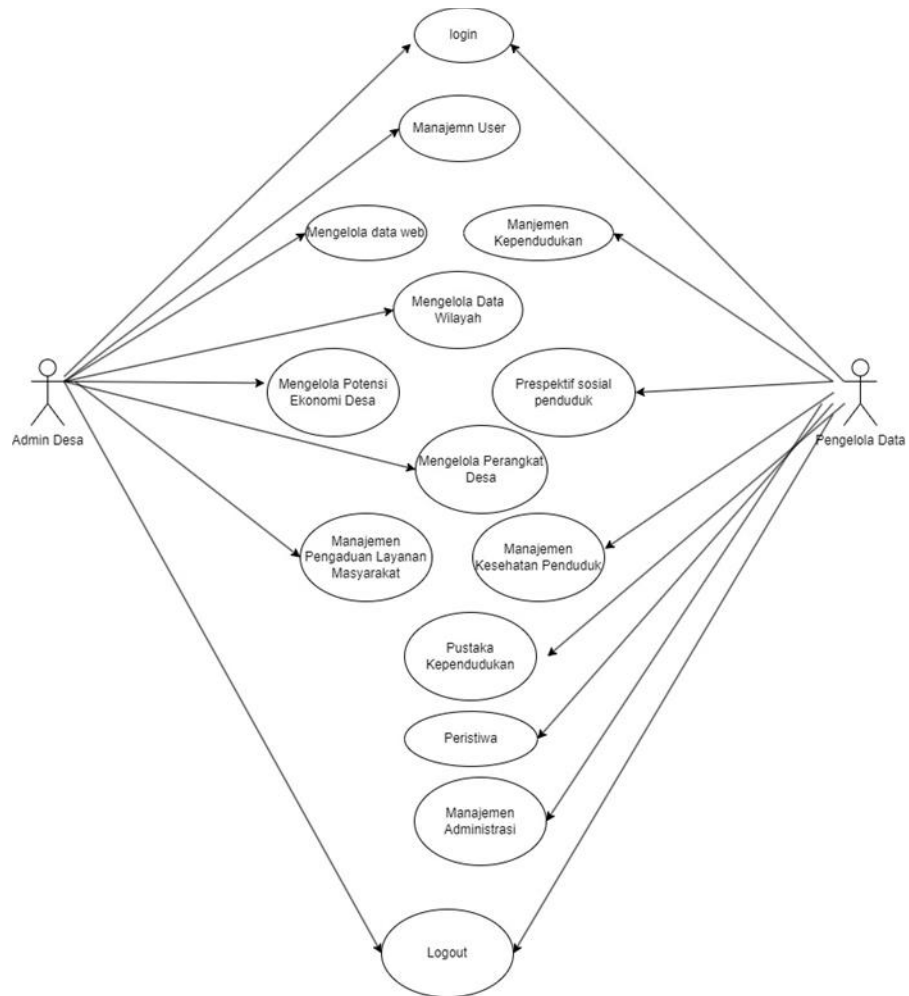 login
Manajemn User
Mengelola data web
Manjemen
Kependudukan
Mengelola Data
Wilayah
Admin Desa
Mengelola Potensi
Ekonomi Desa
Prespektif sosial
penduduk
Pengelola Data
Mengelola Perangkat
Desa
Manajemen
Pengaduan Layanan
Masyarakat
Manajemen
Kesehatan Penduduk
Pustaka
Kependudukan
Peristiwa
Manajemen
Administrasi
Logout